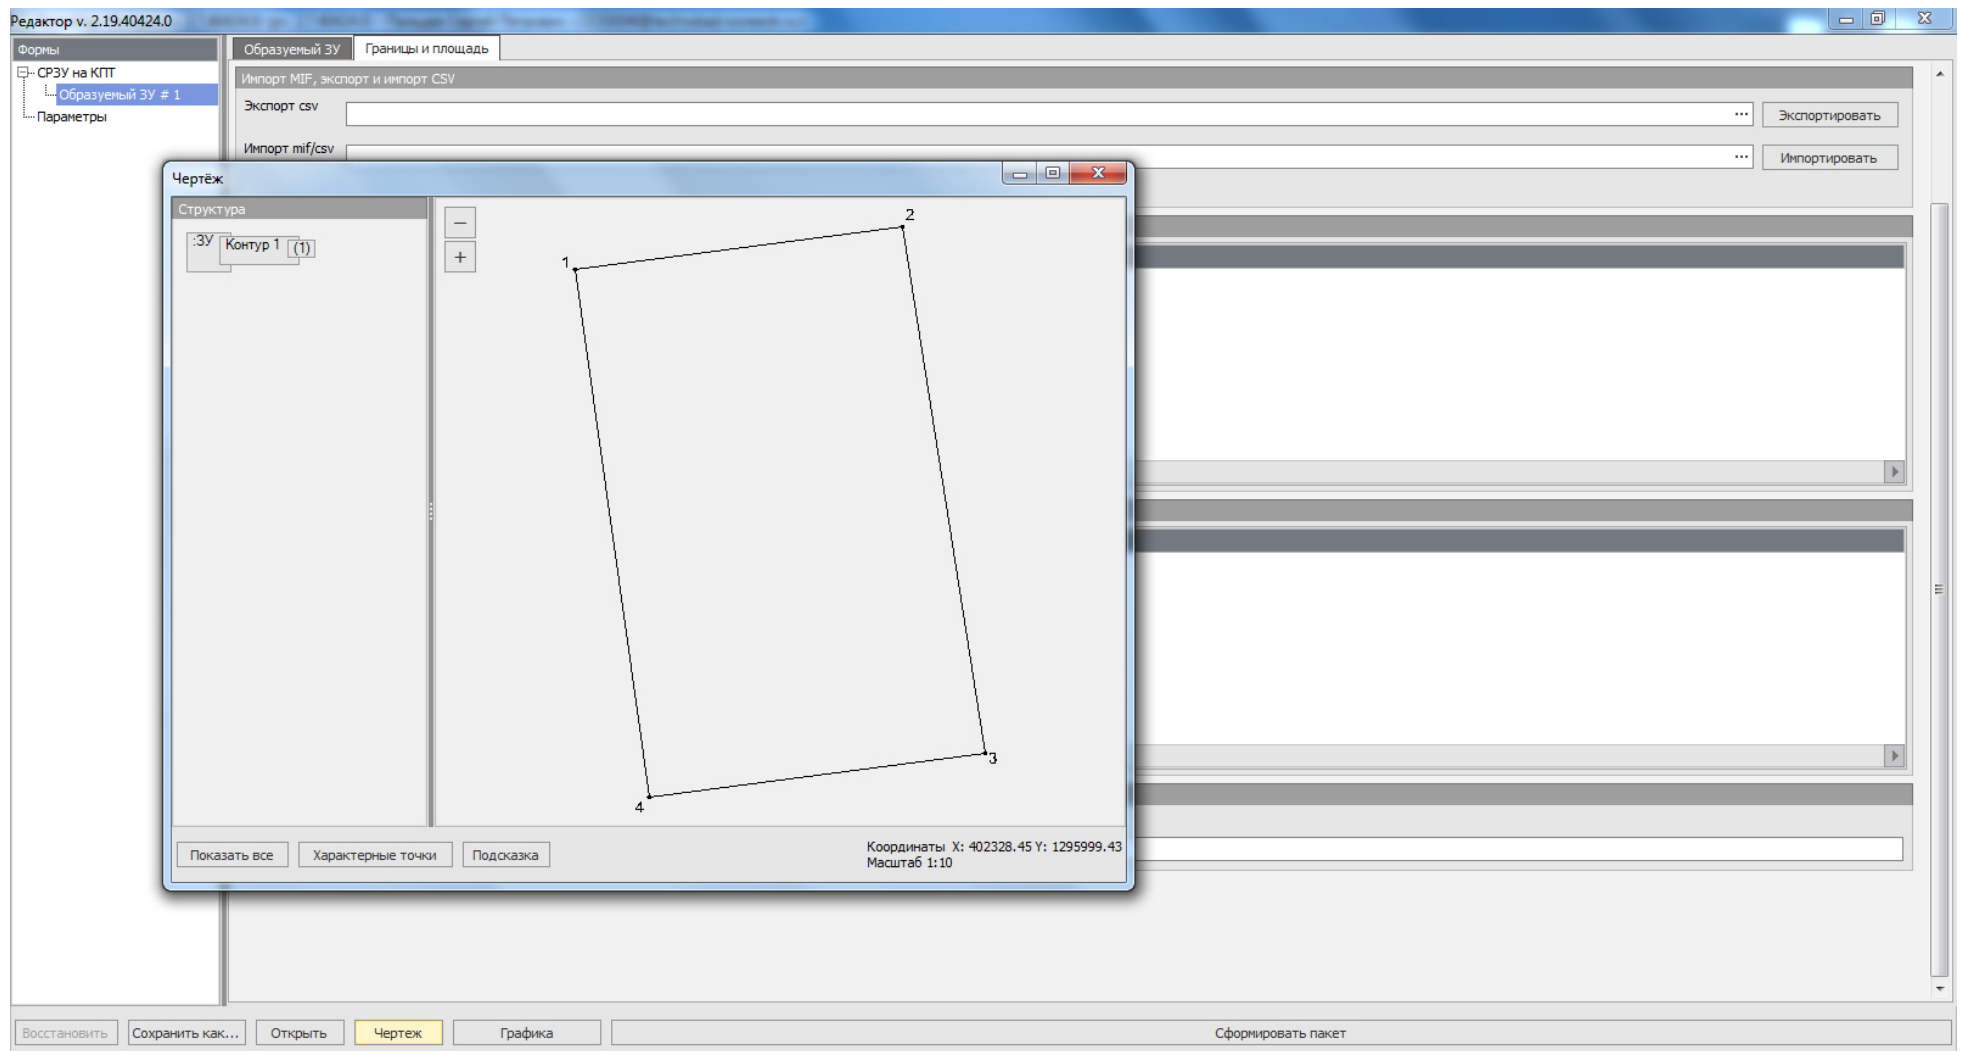 Редактор v. 2.19.40424.0
Формы
СРЗУ на КПТ
Образуемый ЗУ # 1
Параметры
Образуемый ЗУ
Границы и площадь
Импорт MIF, экспорт и импорт CSV
Экспорт csv
...
Экспортировать
Импорт mif/csv
...
Импортировать
Чертёж
Структура
:ЗУ
Контур 1
(1)
–
+
1
2
3
4
Показать все
Характерные точки
Подсказка
Координаты X: 402328.45 Y: 1295999.43
Масштаб 1:10
Восстановить
Сохранить как...
Открыть
Чертеж
Графика
Сформировать пакет